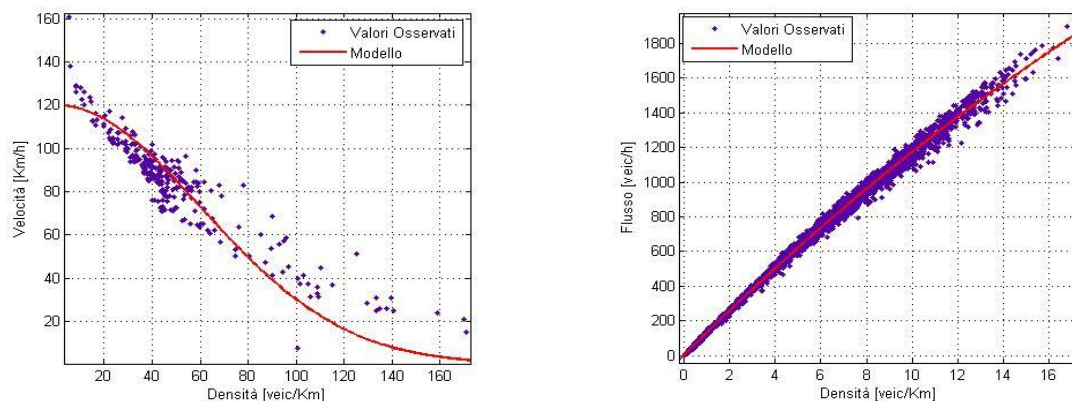 160
140
120
100
80
60
40
20
Velocità [Km/h]
Valori Osservati
Modello
20 40 60 80 100 120 140 160
Densità [veic/Km]
1800
1600
1400
1200
1000
800
600
400
200
0
Flusso [veic/h]
Valori Osservati
Modello
0 2 4 6 8 10 12 14 16
Densità [veic/Km]